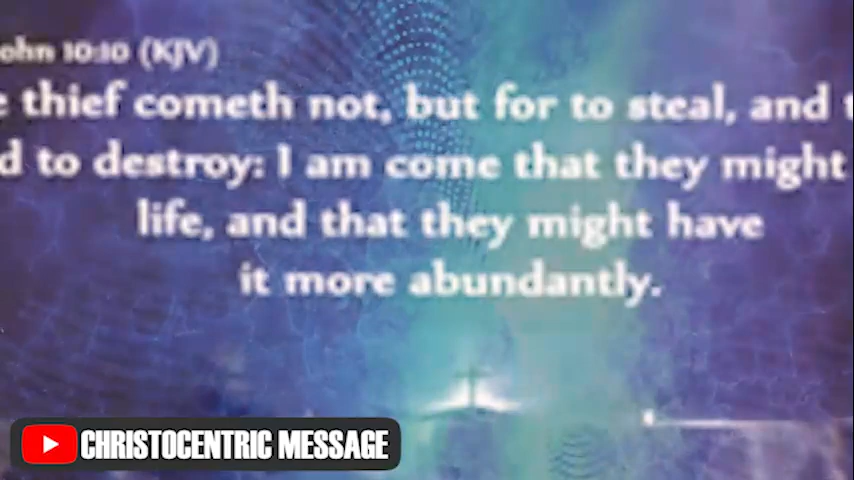 ohn 10:10 (KJV)
e thief cometh not, but for to steal, and t
d to destroy: I am come that they might
life, and that they might have
it more abundantly.
CHRISTOCENTRIC MESSAGE